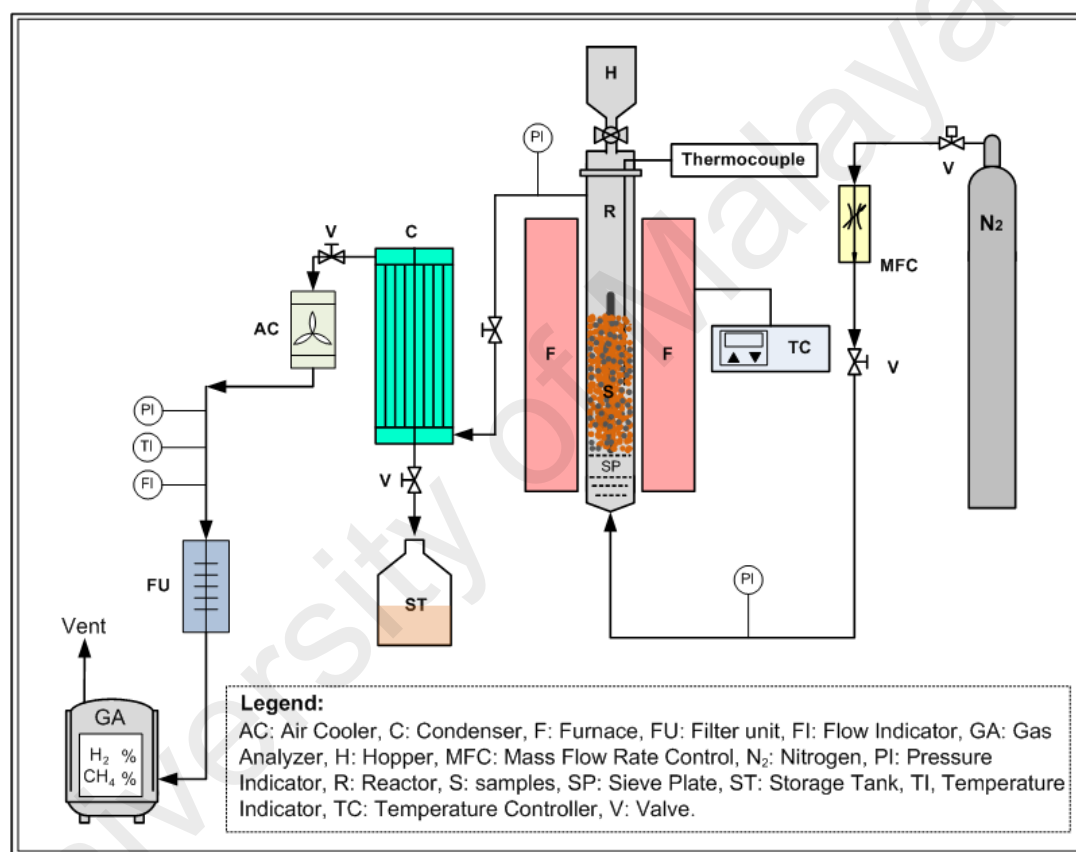 H
PI
Thermocouple
V
N₂
R
V
C
MFC
AC
F
F
TC
V
S
PI
TI
SP
FI
V
PI
FU
ST
Vent
GA
H₂ %
CH₄ %
Legend:
AC: Air Cooler, C: Condenser, F: Furnace, FU: Filter unit, FI: Flow Indicator, GA: Gas
Analyzer, H: Hopper, MFC: Mass Flow Rate Control, N₂: Nitrogen, PI: Pressure
Indicator, R: Reactor, S: samples, SP: Sieve Plate, ST: Storage Tank, TI, Temperature
Indicator, TC: Temperature Controller, V: Valve.
University of Malaya